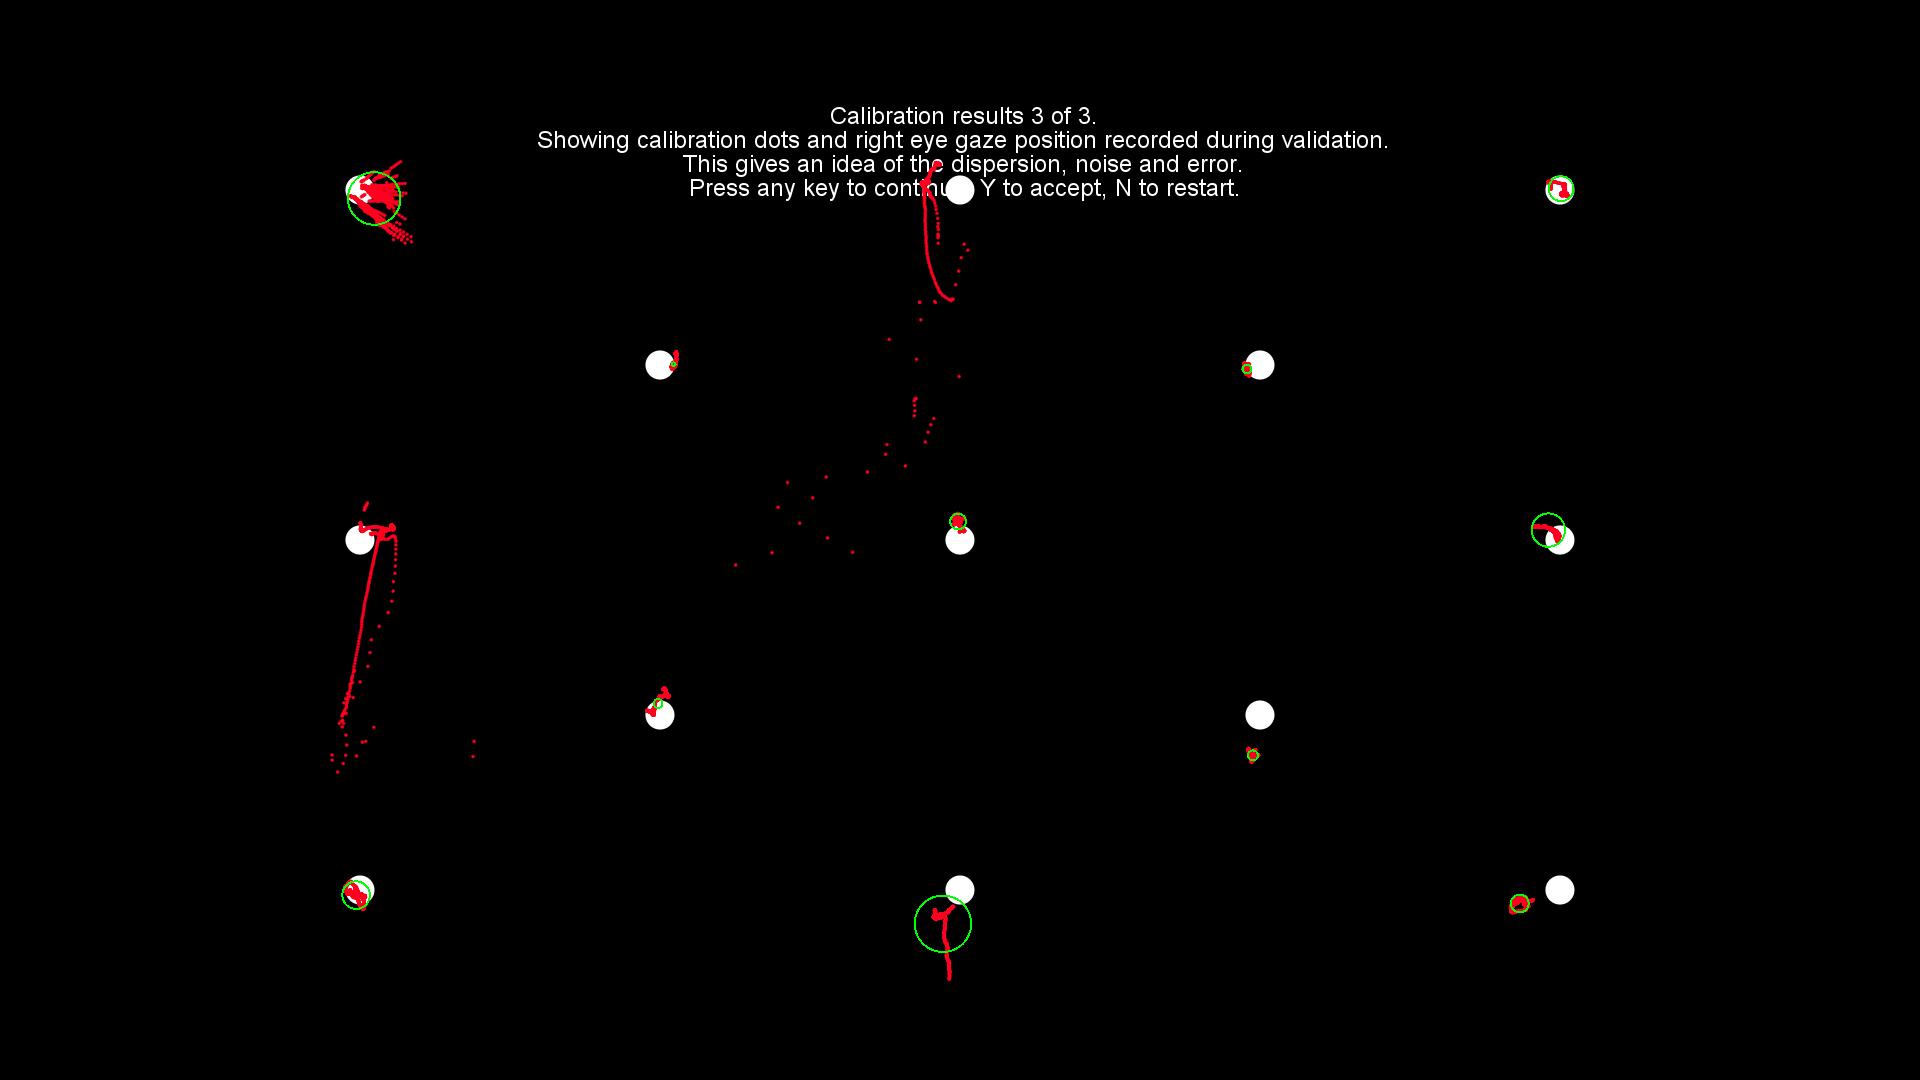 Calibration results 3 of 3.
Showing calibration dots and right eye gaze position recorded during validation.
This gives an idea of the dispersion, noise and error.
Press any key to continue, Y to accept, N to restart.